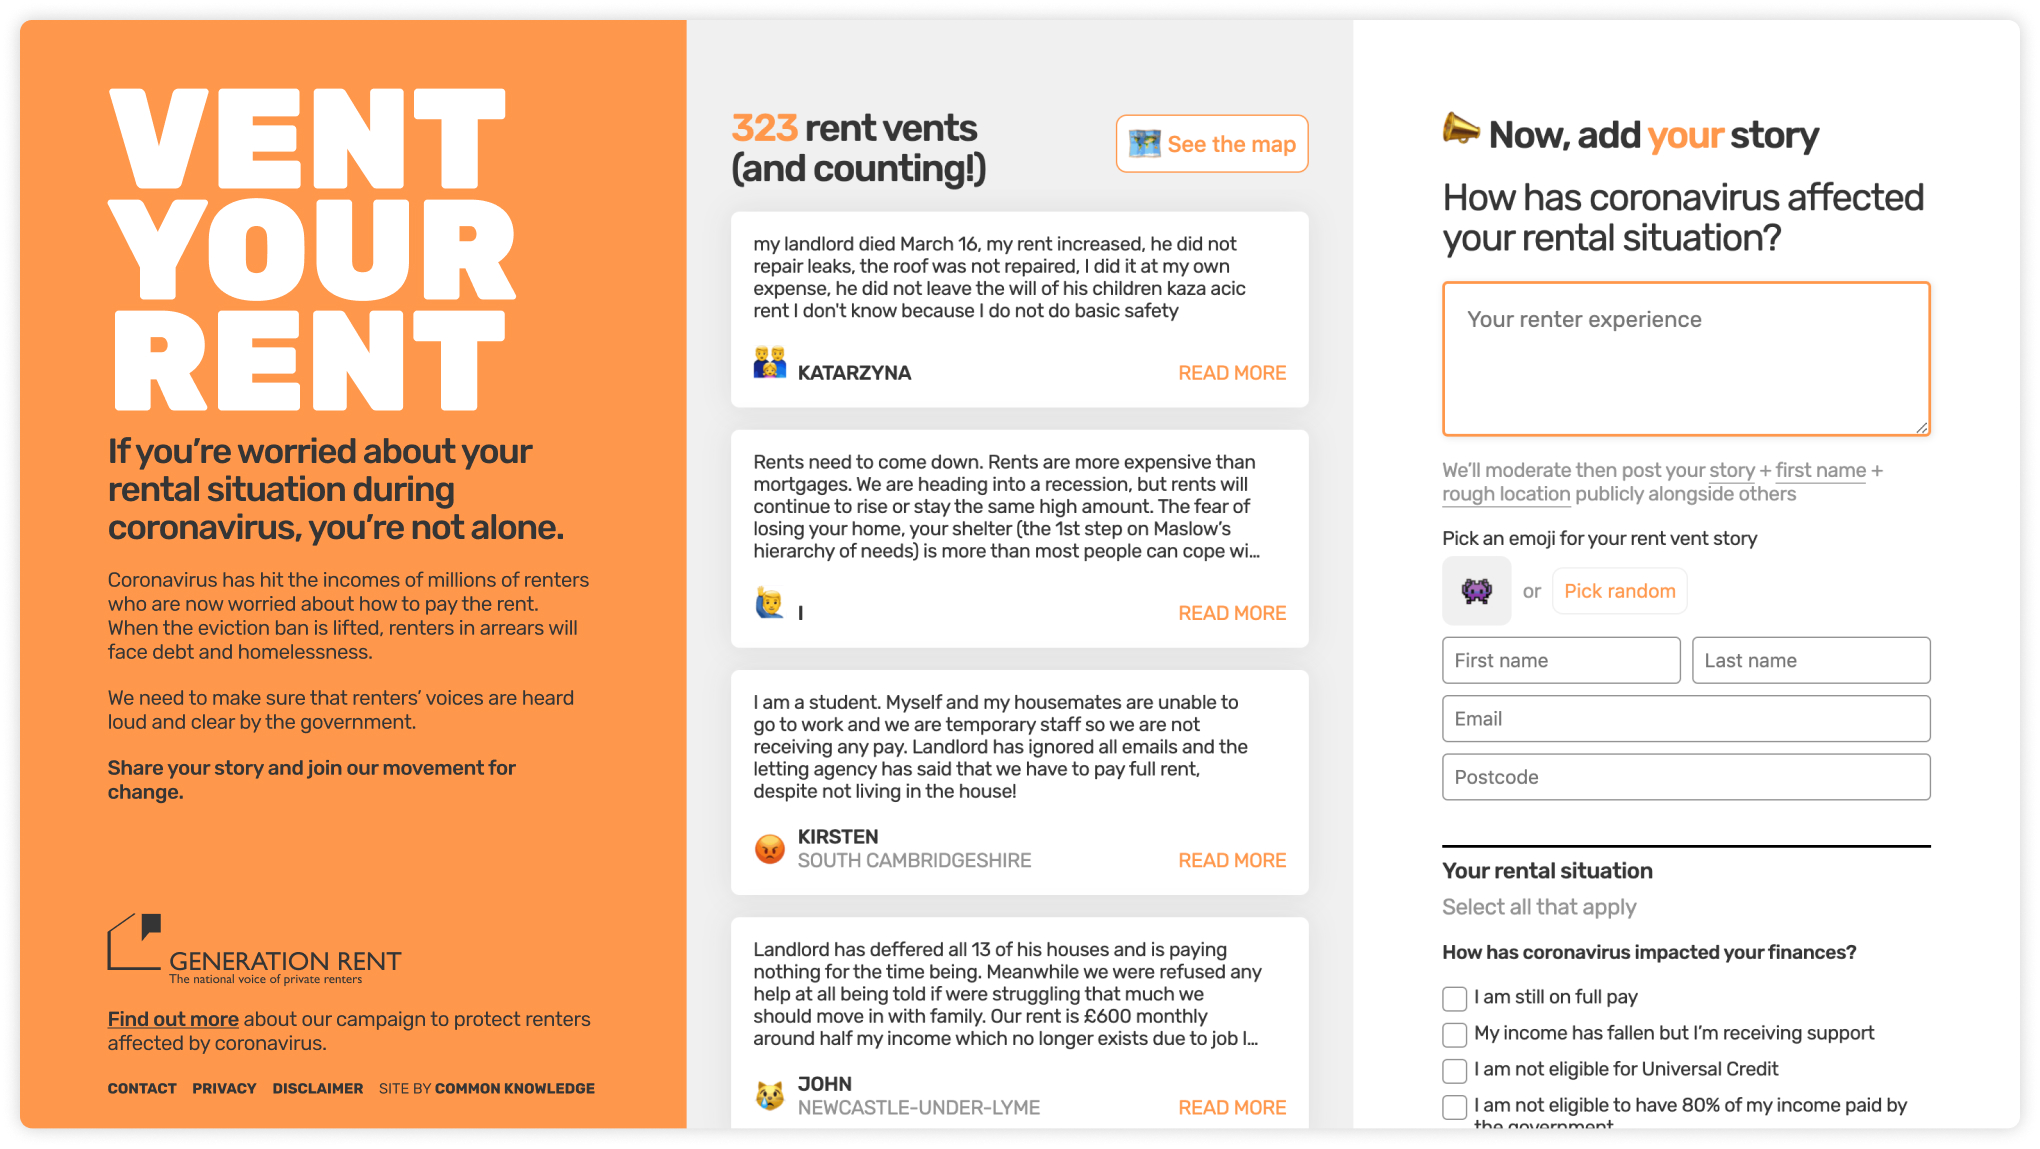 VENT
YOUR
RENT
If you’re worried about your
rental situation during
coronavirus, you’re not alone.
Coronavirus has hit the incomes of millions of renters
who are now worried about how to pay the rent.
When the eviction ban is lifted, renters in arrears will
face debt and homelessness.
We need to make sure that renters’ voices are heard
loud and clear by the government.
Share your story and join our movement for
change.
GENERATION RENT
The national voice of private renters
Find out more about our campaign to protect renters
affected by coronavirus.
CONTACT PRIVACY DISCLAIMER SITE BY COMMON KNOWLEDGE
323 rent vents
(and counting!)
See the map
my landlord died March 16, my rent increased, he did not
repair leaks, the roof was not repaired, I did it at my own
expense, he did not leave the will of his children kaza acic
rent I don't know because I do not do basic safety
KATARZYNA
READ MORE
Rents need to come down. Rents are more expensive than
mortgages. We are heading into a recession, but rents will
continue to rise or stay the same high amount. The fear of
losing your home, your shelter (the 1st step on Maslow’s
hierarchy of needs) is more than most people can cope wi...
I
READ MORE
I am a student. Myself and my housemates are unable to
go to work and we are temporary staff so we are not
receiving any pay. Landlord has ignored all emails and the
letting agency has said that we have to pay full rent,
despite not living in the house!
KIRSTEN
SOUTH CAMBRIDGESHIRE
READ MORE
Landlord has deffered all 13 of his houses and is paying
nothing for the time being. Meanwhile we were refused any
help at all being told if were struggling that much we
should move in with family. Our rent is £600 monthly
around half my income which no longer exists due to job l...
JOHN
NEWCASTLE-UNDER-LYME
READ MORE
Now, add your story
How has coronavirus affected
your rental situation?
Your renter experience
We’ll moderate then post your story + first name +
rough location publicly alongside others
Pick an emoji for your rent vent story
or Pick random
First name
Last name
Email
Postcode
Your rental situation
Select all that apply
How has coronavirus impacted your finances?
I am still on full pay
My income has fallen but I’m receiving support
I am not eligible for Universal Credit
I am not eligible to have 80% of my income paid by
the government